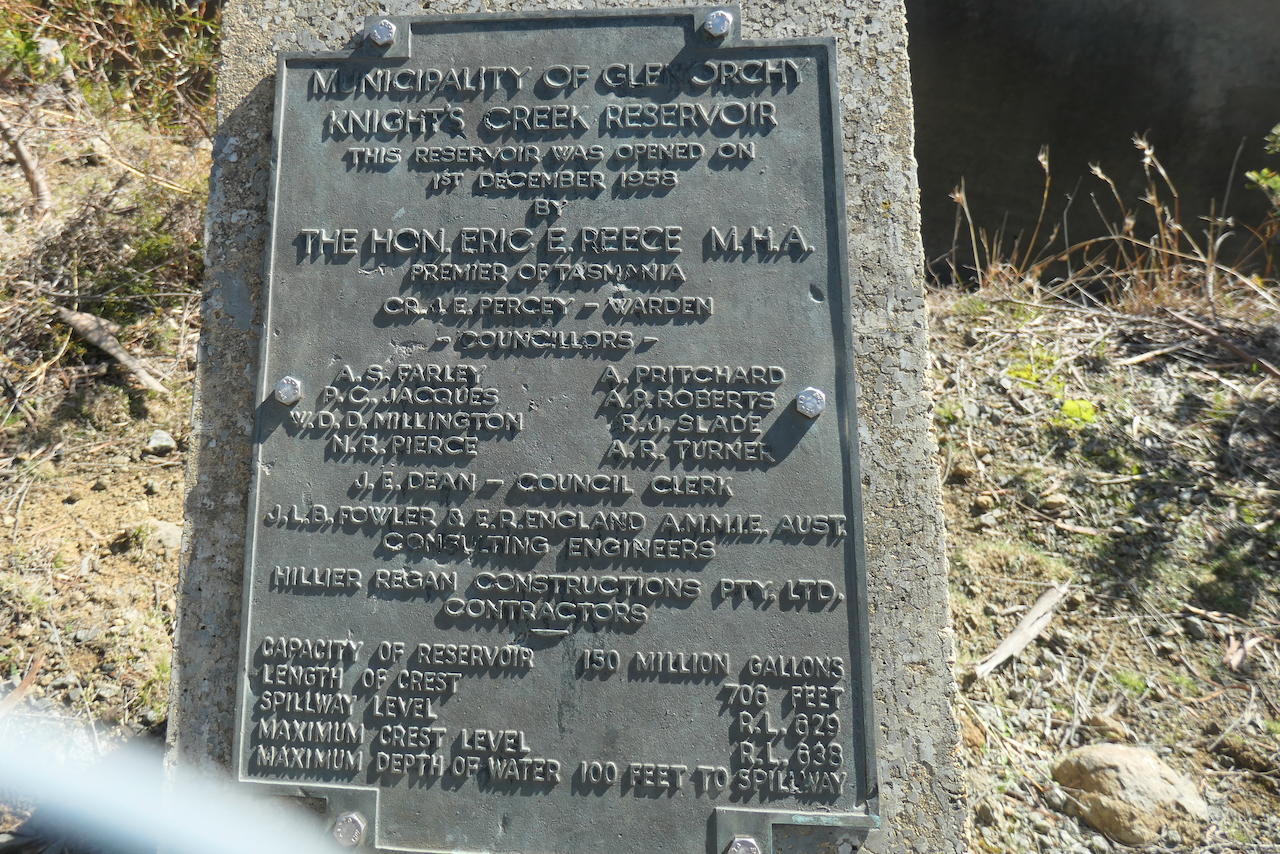 MUNICIPALITY OF GLENORCHY
KNIGHT'S CREEK RESERVOIR
THIS RESERVOIR WAS OPENED ON
1ST DECEMBER 1958
BY
THE HON. ERIC E. REECE M.H.A.
PREMIER OF TASMANIA
CR. J. E. PERCEY – WARDEN
– COUNCILLORS –
A. S. FARLEY A. PRITCHARD
P. G. JACQUES A. P. ROBERTS
W. D. D. MILLINGTON R. J. SLADE
N. R. PIERCE A. R. TURNER
J. E. DEAN – COUNCIL CLERK
J. L. B. FOWLER & E. R. ENGLAND A.M.M.I.E. AUST.
CONSULTING ENGINEERS
HILLIER REGAN CONSTRUCTIONS PTY. LTD.
CONTRACTORS
CAPACITY OF RESERVOIR 150 MILLION GALLONS
LENGTH OF CREST 706 FEET
SPILLWAY LEVEL R.L. 629
MAXIMUM CREST LEVEL R.L. 638
MAXIMUM DEPTH OF WATER 100 FEET TO SPILLWAY